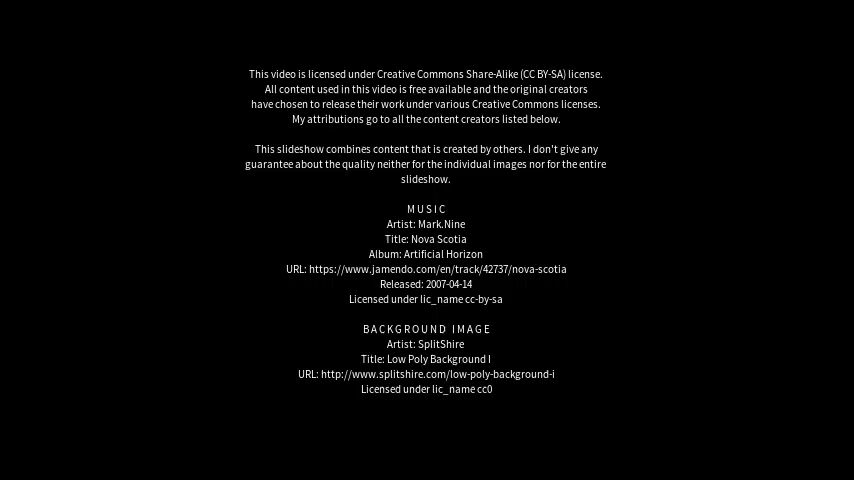 This video is licensed under Creative Commons Share-Alike (CC BY-SA) license.
All content used in this video is free available and the original creators
have chosen to release their work under various Creative Commons licenses.
My attributions go to all the content creators listed below.
This slideshow combines content that is created by others. I don't give any
guarantee about the quality neither for the individual images nor for the entire
slideshow.
MUSIC
Artist: Mark.Nine
Title: Nova Scotia
Album: Artificial Horizon
URL: https://www.jamendo.com/en/track/42737/nova-scotia
Released: 2007-04-14
Licensed under lic_name cc-by-sa
BACKGROUND IMAGE
Artist: SplitShire
Title: Low Poly Background I
URL: http://www.splitshire.com/low-poly-background-i
Licensed under lic_name cc0